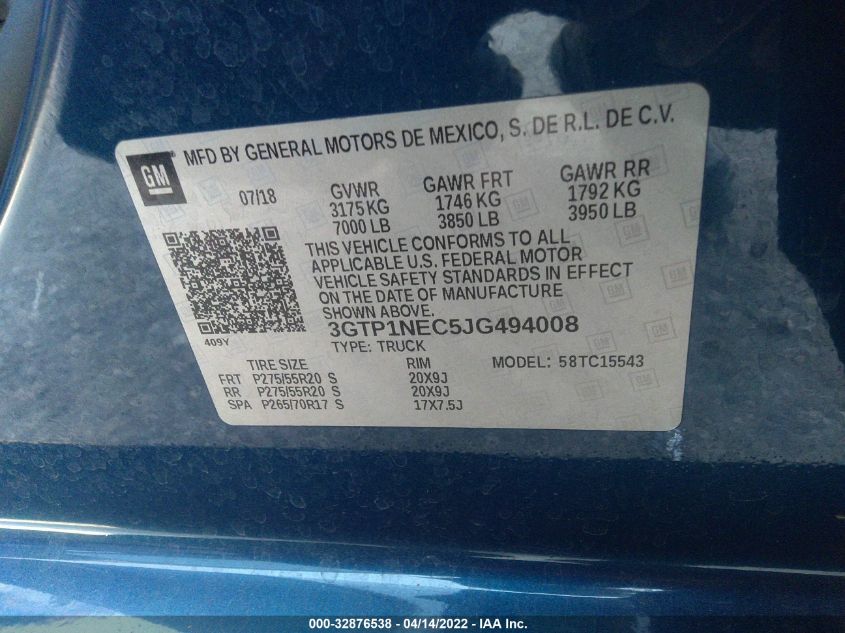 MFD BY GENERAL MOTORS DE MEXICO, S. DE R.L. DE C.V.
GM
07/18
GVWR GAWR FRT GAWR RR
3175 KG 1746 KG 1792 KG
7000 LB 3850 LB 3950 LB
THIS VEHICLE CONFORMS TO ALL
APPLICABLE U.S. FEDERAL MOTOR
VEHICLE SAFETY STANDARDS IN EFFECT
ON THE DATE OF MANUFACTURE
SHOWN ABOVE.
409Y
3GTP1NEC5JG494008
TYPE: TRUCK
MODEL: 58TC15543
TIRE SIZE RIM
FRT P275/55R20 S 20X9J
RR P275/55R20 S 20X9J
SPA P265/70R17 S 17X7.5J
000-32876538 - 04/14/2022 - IAA Inc.